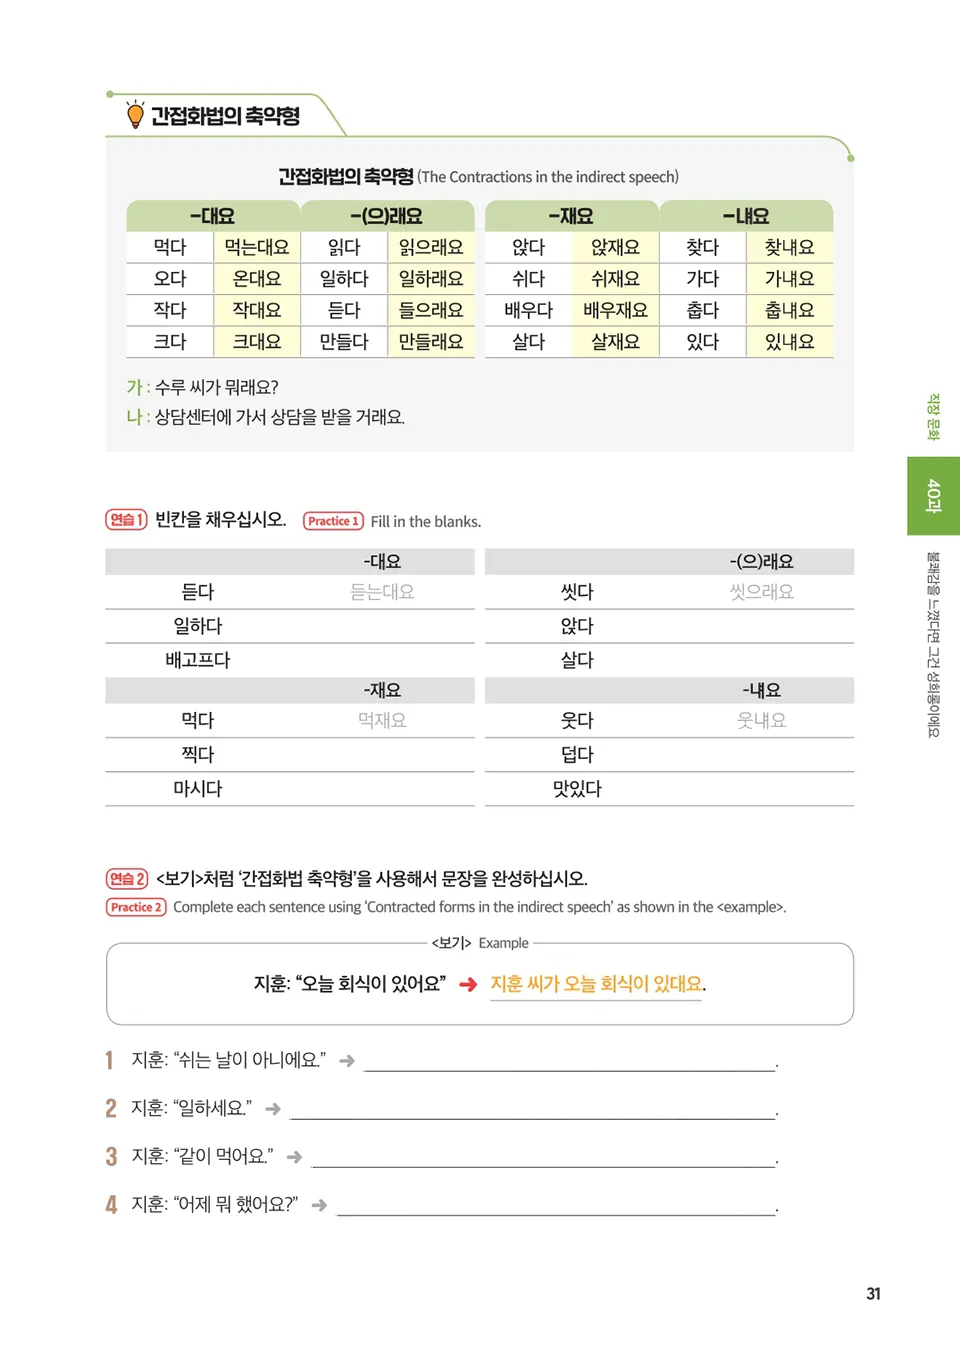 간접화법의 축약형
간접화법의 축약형 (The Contractions in the indirect speech)
-대요 -(으)래요 -재요 -냬요
먹다 먹는대요 읽다 읽으래요 앉다 앉재요 찾다 찾냬요
오다 온대요 일하다 일하래요 쉬다 쉬재요 가다 가냬요
작다 작대요 듣다 들으래요 배우다 배우재요 춥다 춥냬요
크다 크대요 만들다 만들래요 살다 살재요 있다 있냬요
가 : 수루 씨가 뭐래요?
나 : 상담센터에 가서 상담을 받을 거래요.
직장 문화
40과
불쾌감을 느꼈다면 그건 성희롱이에요
연습 1 빈칸을 채우십시오. Practice 1 Fill in the blanks.
-대요 -(으)래요
듣다 듣는대요 씻다 씻으래요
일하다 앉다
배고프다 살다
-재요 -냬요
먹다 먹재요 웃다 웃냬요
찍다 덥다
마시다 맛있다
연습 2 <보기>처럼 ‘간접화법 축약형’을 사용해서 문장을 완성하십시오.
Practice 2 Complete each sentence using ‘Contracted forms in the indirect speech’ as shown in the <example>.
<보기> Example
지훈: “오늘 회식이 있어요” ➜ 지훈 씨가 오늘 회식이 있대요.
1 지훈: “쉬는 날이 아니에요.” ➜ .
2 지훈: “일하세요.” ➜ .
3 지훈: “같이 먹어요.” ➜ .
4 지훈: “어제 뭐 했어요?” ➜ .
31